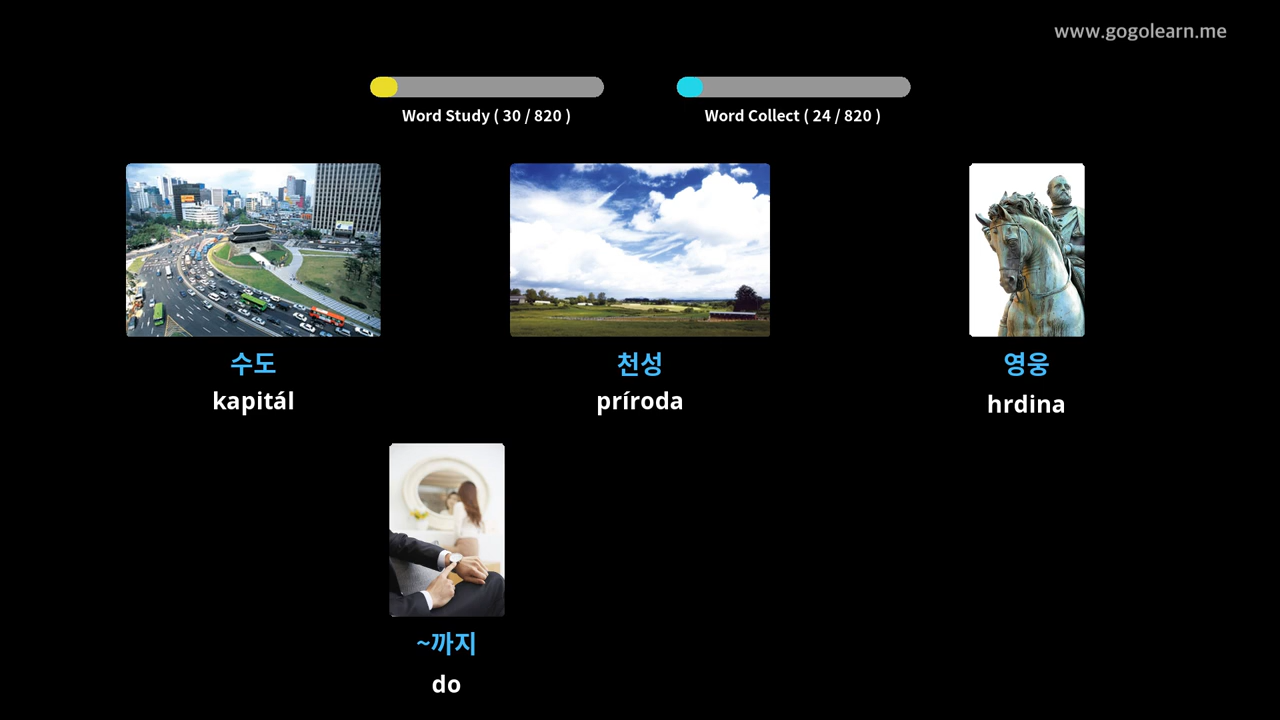 www.gogolearn.me
Word Study ( 30 / 820 )
Word Collect ( 24 / 820 )
수도
kapitál
천성
príroda
영웅
hrdina
~까지
do